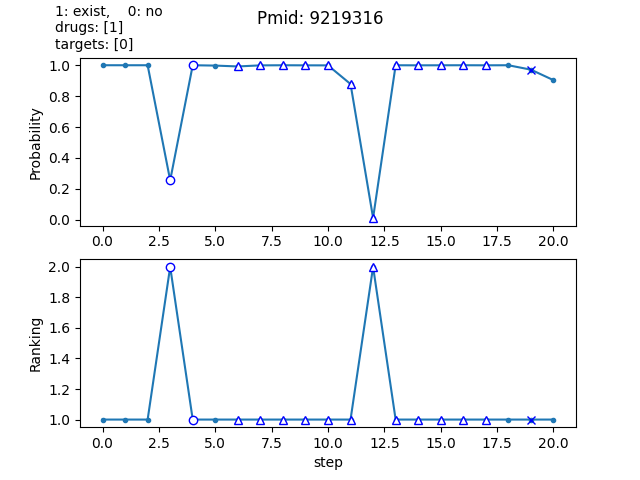 1: exist,    0: no
drugs: [1]
targets: [0]
Pmid: 9219316
Probability
1.0
0.8
0.6
0.4
0.2
0.0
0.0 2.5 5.0 7.5 10.0 12.5 15.0 17.5 20.0
Ranking
2.0
1.8
1.6
1.4
1.2
1.0
0.0 2.5 5.0 7.5 10.0 12.5 15.0 17.5 20.0
step